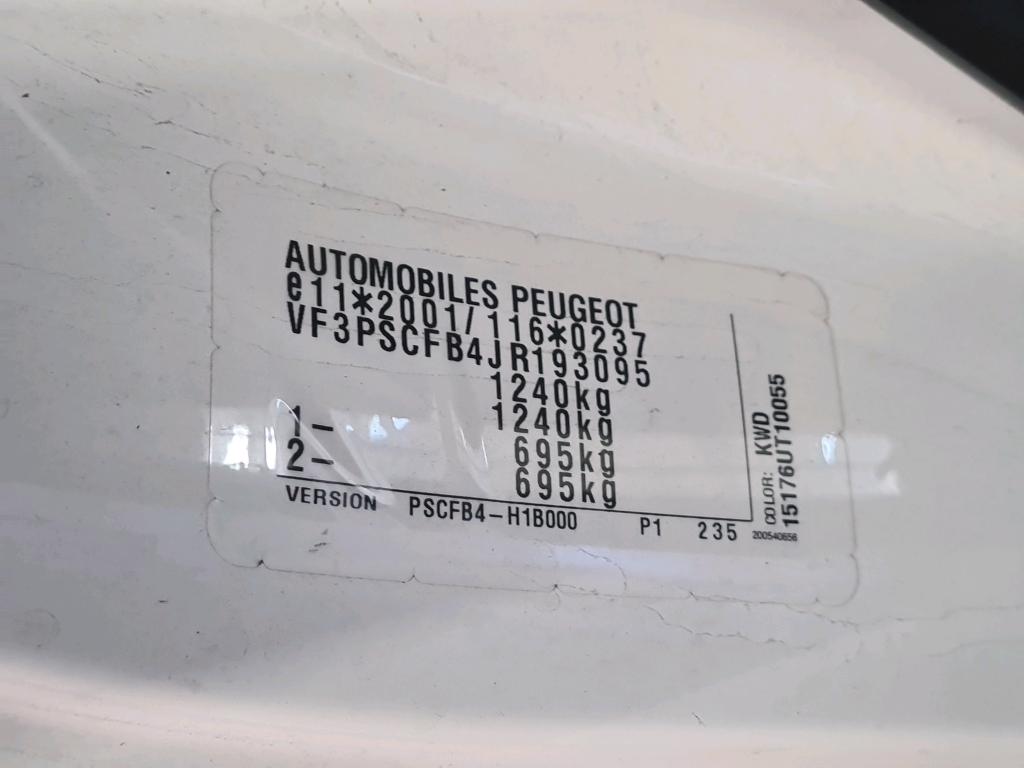 AUTOMOBILES PEUGEOT
e11*2001/116*0237
VF3PSCFB4JR193095
1240kg
1240kg
1- 695kg
2- 695kg
VERSION PSCFB4-H1B000 P1 235
COLOR: KWD
15176UT10055
200540656